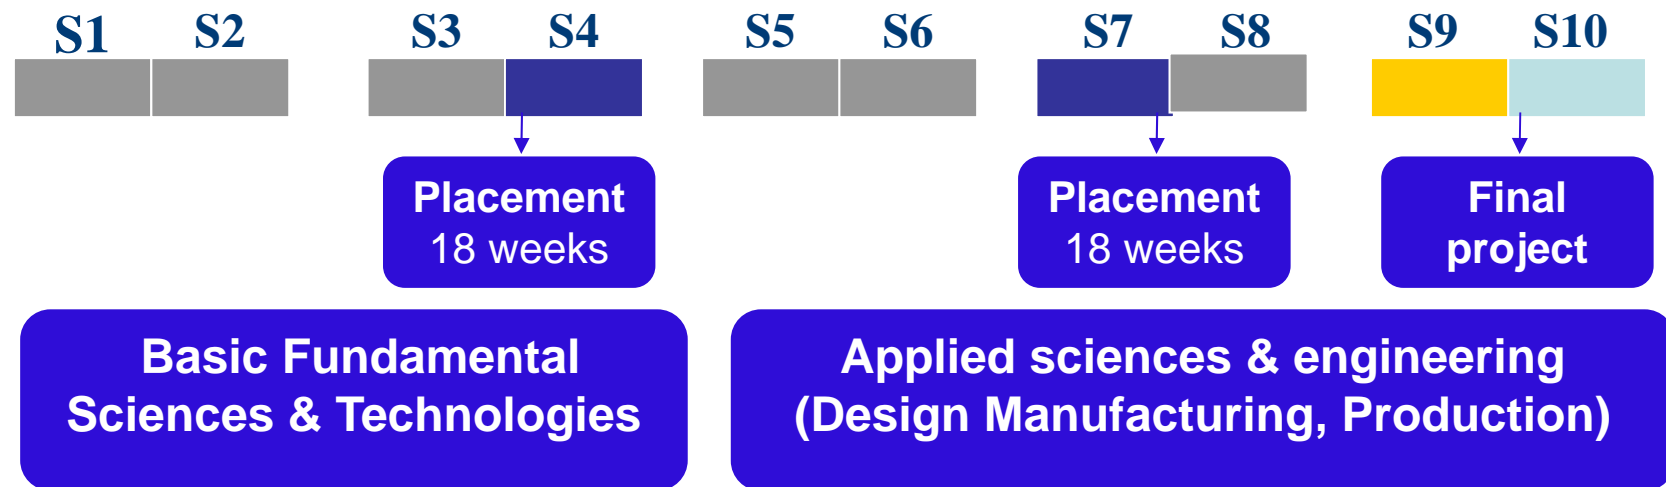 S1 S2 S3 S4 S5 S6 S7 S8 S9 S10
Placement
18 weeks
Placement
18 weeks
Final
project
Basic Fundamental
Sciences & Technologies
Applied sciences & engineering
(Design Manufacturing, Production)